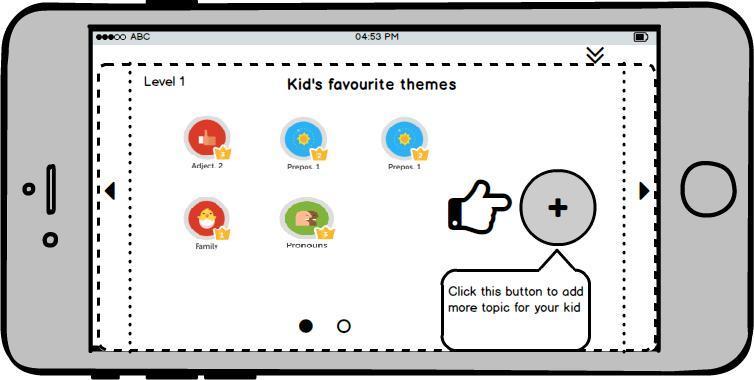 ABC 04:53 PM
Level 1
Kid's favourite themes
Adject. 2
Prepos. 1
Prepos. 1
Family
Pronouns
+
Click this button to add
more topic for your kid